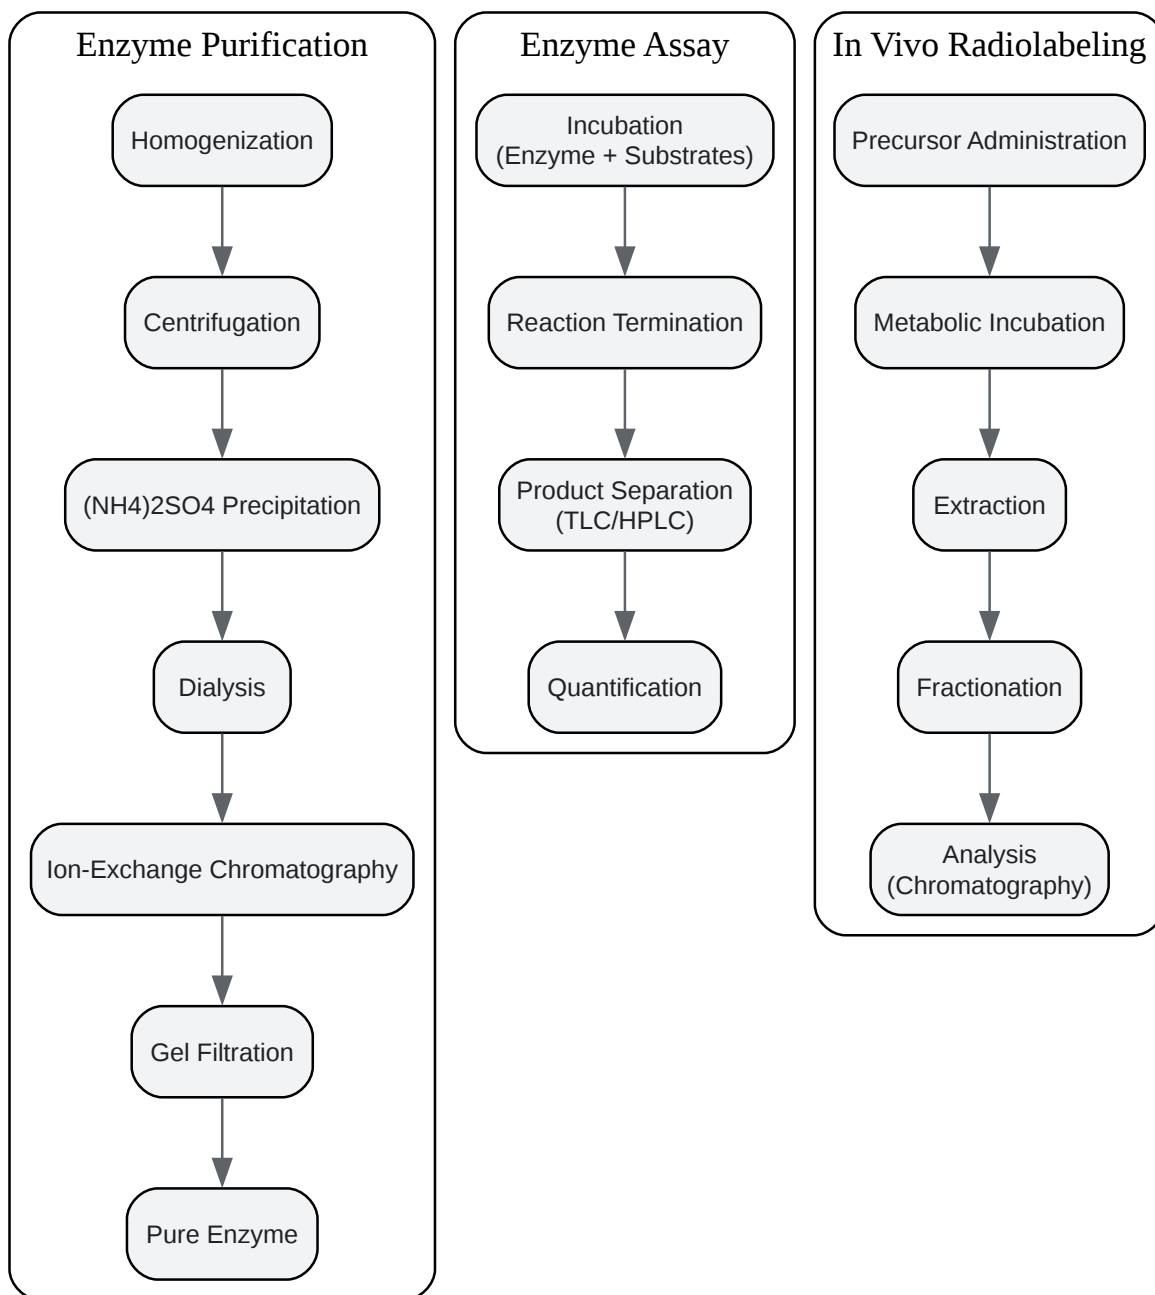 Enzyme Purification
Homogenization
Centrifugation
(NH4)2SO4 Precipitation
Dialysis
Ion-Exchange Chromatography
Gel Filtration
Pure Enzyme
Enzyme Assay
Incubation
(Enzyme + Substrates)
Reaction Termination
Product Separation
(TLC/HPLC)
Quantification
In Vivo Radiolabeling
Precursor Administration
Metabolic Incubation
Extraction
Fractionation
Analysis
(Chromatography)